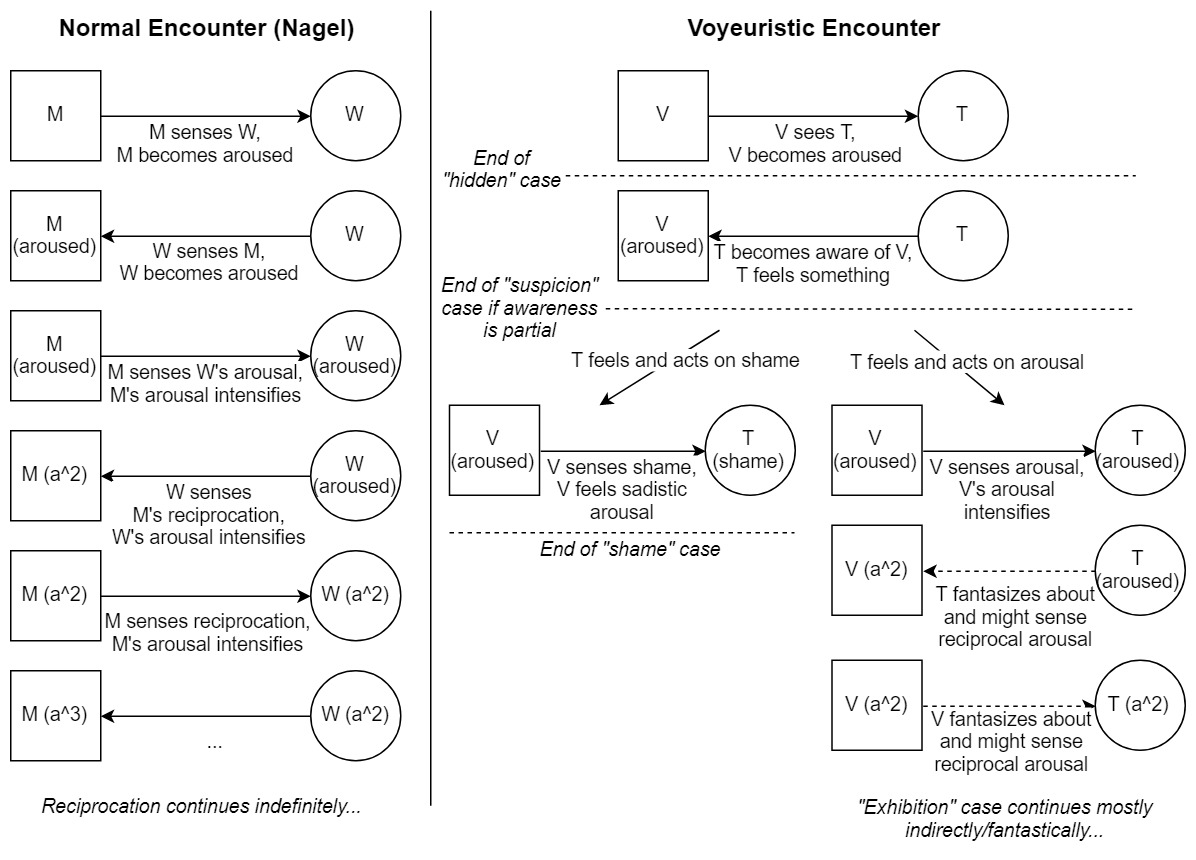 Normal Encounter (Nagel)
M
W
M senses W,
M becomes aroused
M
(aroused)
W
W senses M,
W becomes aroused
M
(aroused)
W
(aroused)
M senses W's arousal,
M's arousal intensifies
M (a^2)
W
(aroused)
W senses
M's reciprocation,
W's arousal intensifies
M (a^2)
W (a^2)
M senses reciprocation,
M's arousal intensifies
M (a^3)
W (a^2)
...
Reciprocation continues indefinitely...
Voyeuristic Encounter
V
T
V sees T,
V becomes aroused
End of
"hidden" case
V
(aroused)
T
T becomes aware of V,
T feels something
End of "suspicion"
case if awareness
is partial
T feels and acts on shame
T feels and acts on arousal
V
(aroused)
T
(shame)
V senses shame,
V feels sadistic
arousal
End of "shame" case
V
(aroused)
T
(aroused)
V senses arousal,
V's arousal
intensifies
V (a^2)
T
(aroused)
T fantasizes about
and might sense
reciprocal arousal
V (a^2)
T (a^2)
V fantasizes about
and might sense
reciprocal arousal
"Exhibition" case continues mostly
indirectly/fantastically...